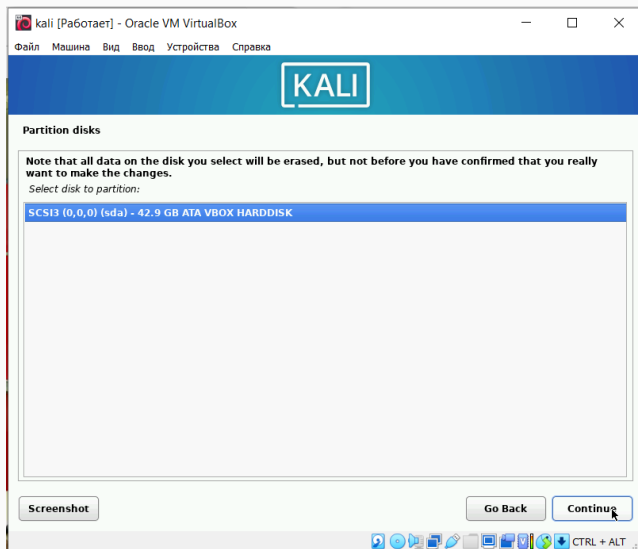 kali [Работает] - Oracle VM VirtualBox
Файл Машина Вид Ввод Устройства Справка
KALI
Partition disks
Note that all data on the disk you select will be erased, but not before you have confirmed that you really
want to make the changes.
Select disk to partition:
SCSI3 (0,0,0) (sda) - 42.9 GB ATA VBOX HARDDISK
Screenshot Go Back Continue
CTRL + ALT